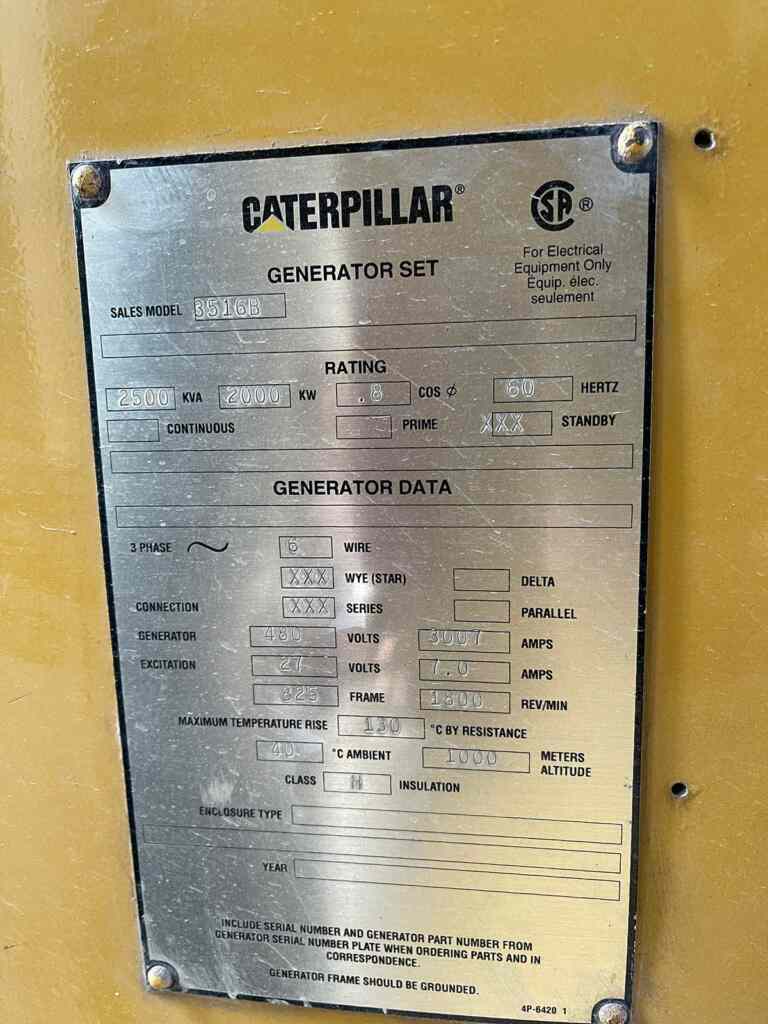 CATERPILLAR®
SA ®
For Electrical
Equipment Only
Équip. élec.
seulement
GENERATOR SET
SALES MODEL 3516B
RATING
2500 KVA 2000 KW .8 COS ø 60 HERTZ
CONTINUOUS PRIME XXX STANDBY
GENERATOR DATA
3 PHASE 6 WIRE
XXX WYE (STAR) DELTA
CONNECTION XXX SERIES PARALLEL
GENERATOR 480 VOLTS 3007 AMPS
EXCITATION 27 VOLTS 7.0 AMPS
825 FRAME 1800 REV/MIN
MAXIMUM TEMPERATURE RISE 130 °C BY RESISTANCE
40 °C AMBIENT 1000 METERS
ALTITUDE
CLASS H INSULATION
ENCLOSURE TYPE
YEAR
INCLUDE SERIAL NUMBER AND GENERATOR PART NUMBER FROM
GENERATOR SERIAL NUMBER PLATE WHEN ORDERING PARTS AND IN
CORRESPONDENCE.
GENERATOR FRAME SHOULD BE GROUNDED.
4P-6420 1